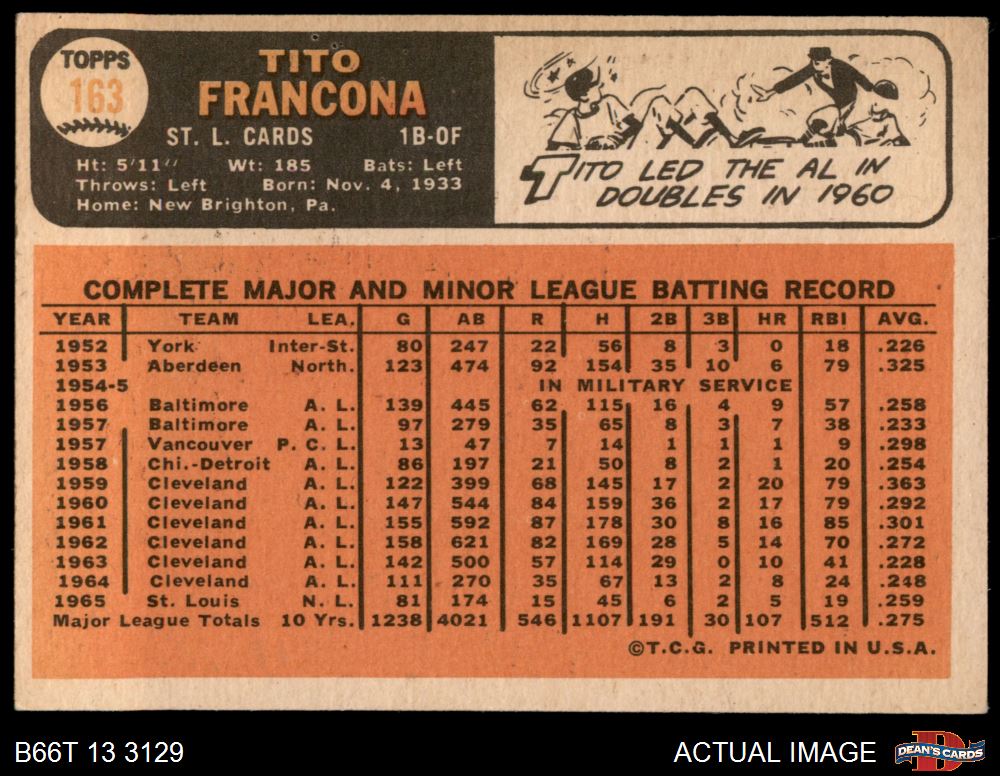 TOPPS
163
TITO
FRANCONA
ST. L. CARDS 1B-OF
Ht: 5'11" Wt: 185 Bats: Left
Throws: Left Born: Nov. 4, 1933
Home: New Brighton, Pa.
TITO LED THE AL IN
DOUBLES IN 1960
COMPLETE MAJOR AND MINOR LEAGUE BATTING RECORD
YEAR TEAM LEA. G AB R H 2B 3B HR RBI AVG.
1952 York Inter-St. 80 247 22 56 8 3 0 18 .226
1953 Aberdeen North. 123 474 92 154 35 10 6 79 .325
1954-5 IN MILITARY SERVICE
1956 Baltimore A. L. 139 445 62 115 16 4 9 57 .258
1957 Baltimore A. L. 97 279 35 65 8 3 7 38 .233
1957 Vancouver P. C. L. 13 47 7 14 1 1 1 9 .298
1958 Chi.-Detroit A. L. 86 197 21 50 8 2 1 20 .254
1959 Cleveland A. L. 122 399 68 145 17 2 20 79 .363
1960 Cleveland A. L. 147 544 84 159 36 2 17 79 .292
1961 Cleveland A. L. 155 592 87 178 30 8 16 85 .301
1962 Cleveland A. L. 158 621 82 169 28 5 14 70 .272
1963 Cleveland A. L. 142 500 57 114 29 0 10 41 .228
1964 Cleveland A. L. 111 270 35 67 13 2 8 24 .248
1965 St. Louis N. L. 81 174 15 45 6 2 5 19 .259
Major League Totals 10 Yrs. 1238 4021 546 1107 191 30 107 512 .275
©T.C.G. PRINTED IN U.S.A.
B66T 13 3129
ACTUAL IMAGE
DEAN'S CARDS